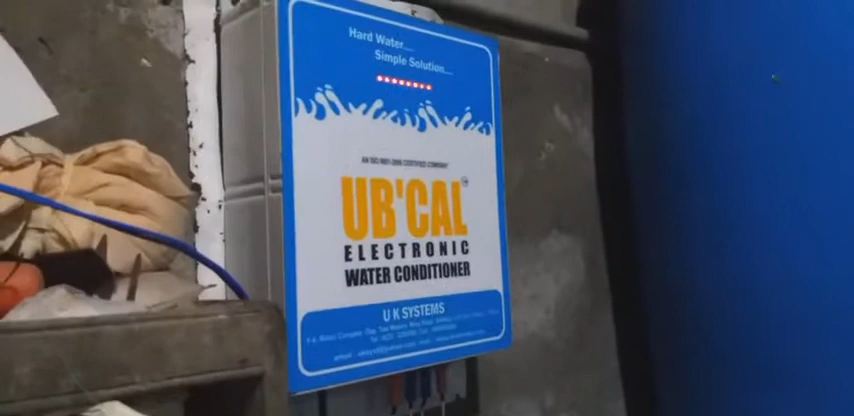 Hard Water....
Simple Solution....
AN ISO 9001-2008 CERTIFIED COMPANY
UB'CAL
ELECTRONIC
WATER CONDITIONER
U K SYSTEMS